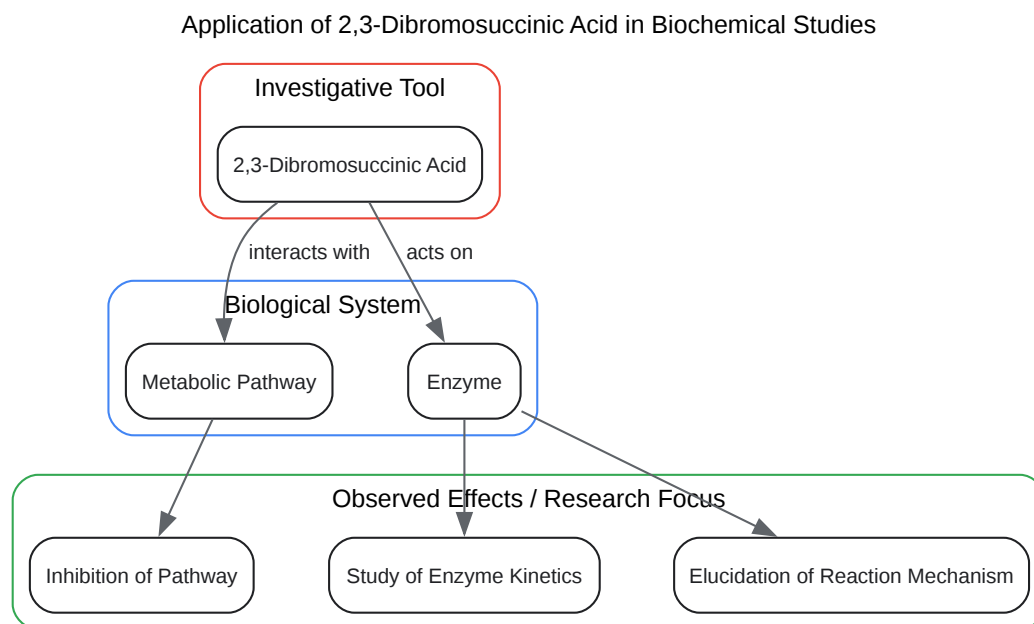 Application of 2,3-Dibromosuccinic Acid in Biochemical Studies
Investigative Tool
2,3-Dibromosuccinic Acid
interacts with
acts on
Biological System
Metabolic Pathway
Enzyme
Observed Effects / Research Focus
Inhibition of Pathway
Study of Enzyme Kinetics
Elucidation of Reaction Mechanism